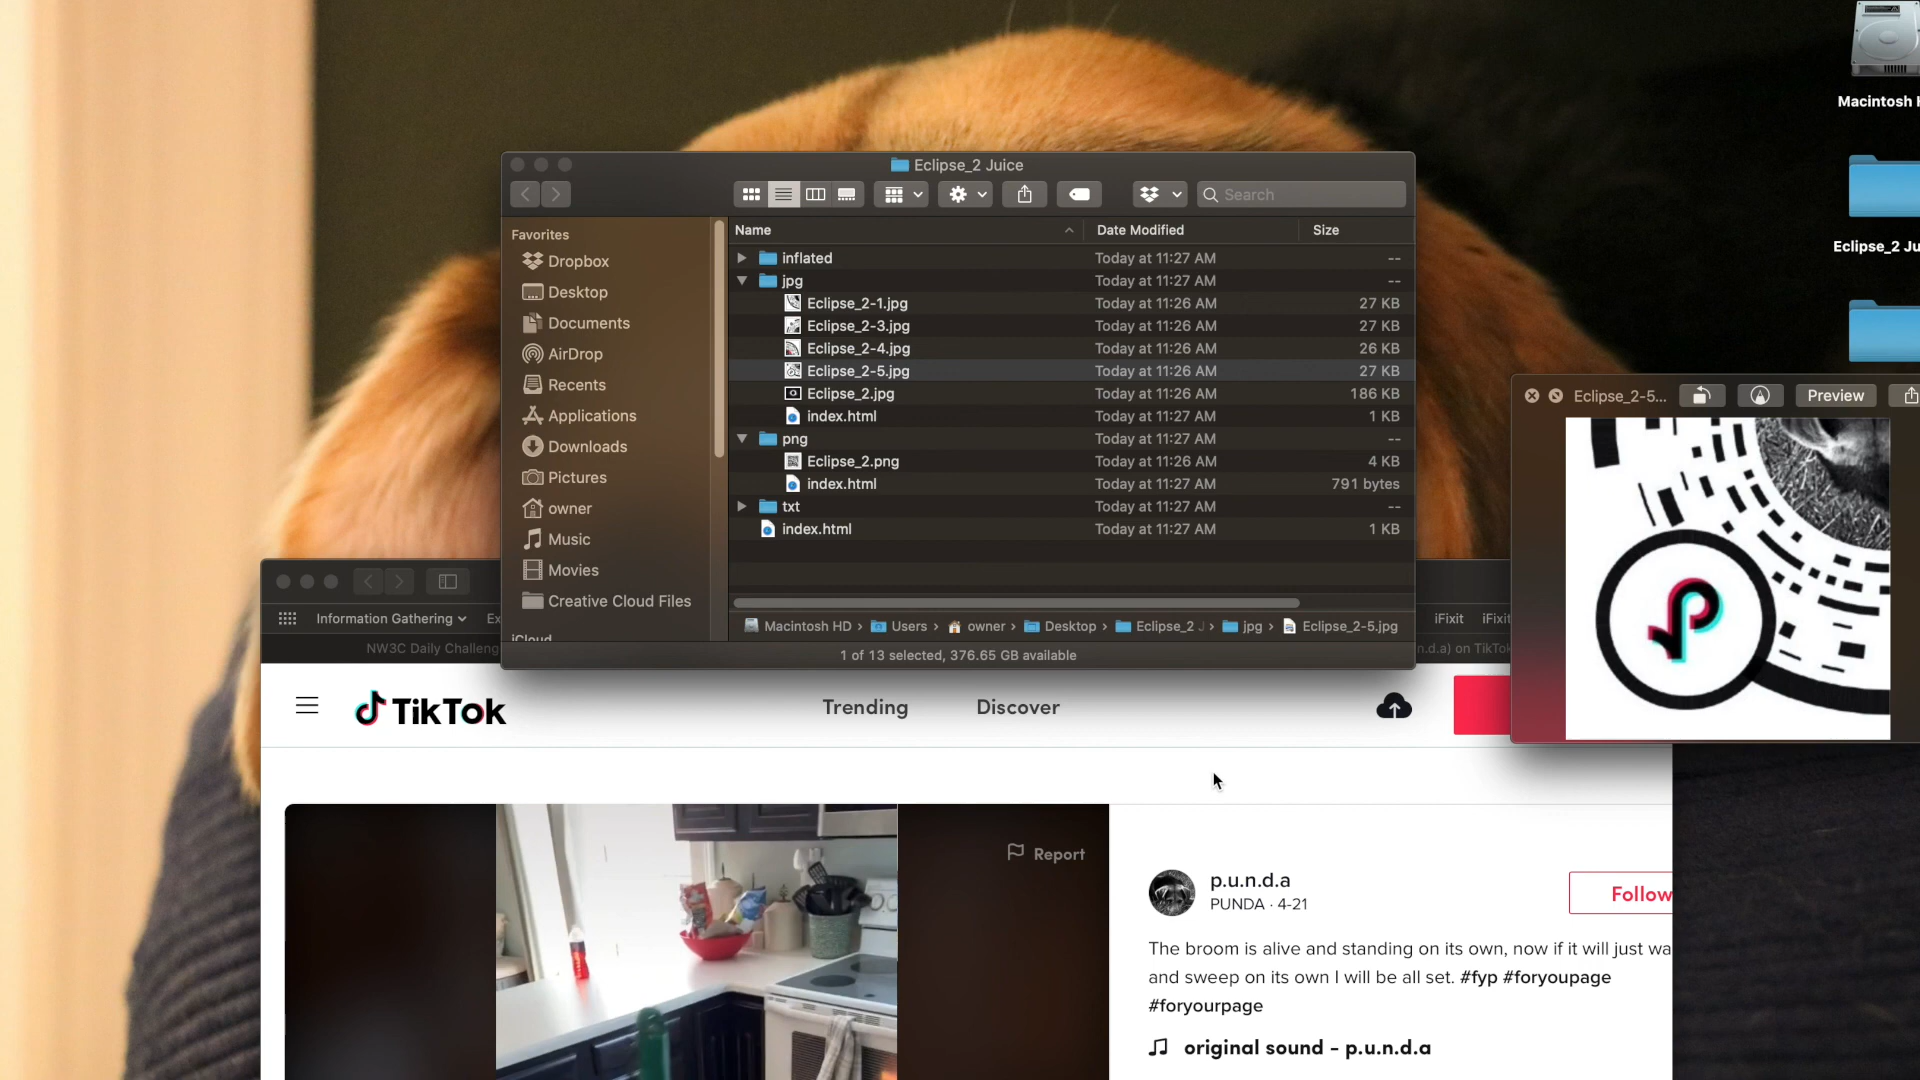 Macintosh
Eclipse_2 Ju
Eclipse_2 Juice
Search
Favorites
Dropbox
Desktop
Documents
AirDrop
Recents
Applications
Downloads
Pictures
owner
Music
Movies
Creative Cloud Files
iCloud
Name Date Modified Size
inflated Today at 11:27 AM --
jpg Today at 11:27 AM --
Eclipse_2-1.jpg Today at 11:26 AM 27 KB
Eclipse_2-3.jpg Today at 11:26 AM 27 KB
Eclipse_2-4.jpg Today at 11:26 AM 26 KB
Eclipse_2-5.jpg Today at 11:26 AM 27 KB
Eclipse_2.jpg Today at 11:26 AM 186 KB
index.html Today at 11:27 AM 1 KB
png Today at 11:27 AM --
Eclipse_2.png Today at 11:26 AM 4 KB
index.html Today at 11:27 AM 791 bytes
txt Today at 11:27 AM --
index.html Today at 11:27 AM 1 KB
Macintosh HD › Users › owner › Desktop › Eclipse_2 J › jpg › Eclipse_2-5.jpg
1 of 13 selected, 376.65 GB available
Eclipse_2-5... Preview
Information Gathering Ex iFixit iFixit
NW3C Daily Challeng n.d.a) on TikTok
TikTok Trending Discover
Report
p.u.n.d.a
PUNDA · 4-21
Follow
The broom is alive and standing on its own, now if it will just wa
and sweep on its own I will be all set. #fyp #foryoupage
#foryourpage
original sound - p.u.n.d.a